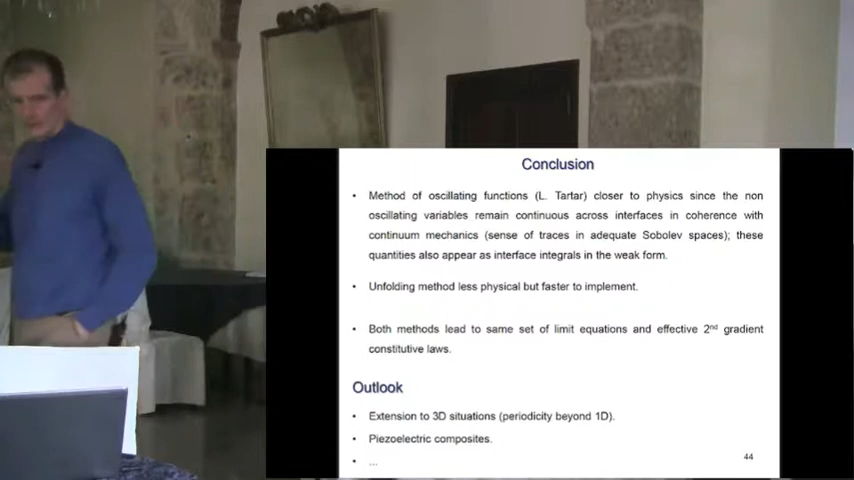 Conclusion
• Method of oscillating functions (L. Tartar) closer to physics since the non
oscillating variables remain continuous across interfaces in coherence with
continuum mechanics (sense of traces in adequate Sobolev spaces); these
quantities also appear as interface integrals in the weak form.
• Unfolding method less physical but faster to implement.
• Both methods lead to same set of limit equations and effective 2nd gradient
constitutive laws.
Outlook
• Extension to 3D situations (periodicity beyond 1D).
• Piezoelectric composites.
• ...
44